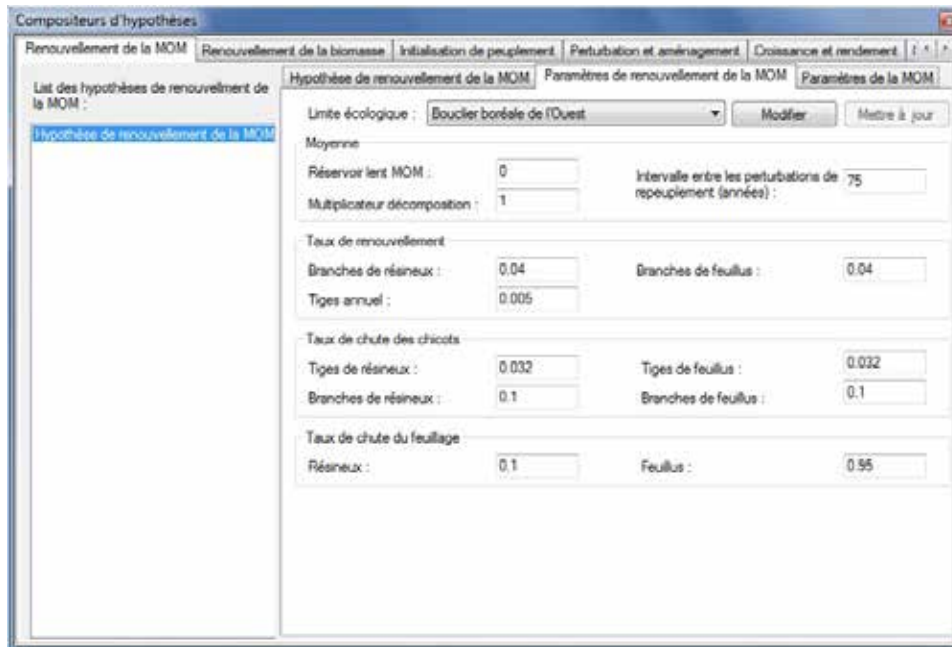 Compositeurs d'hypothèses
Renouvellement de la MOM Renouvellement de la biomasse Initialisation de peuplement Perturbation et aménagement Croissance et rendement
List des hypothèses de renouvellment de la MOM :
Hypothèse de renouvellement de la MOM
Hypothèse de renouvellement de la MOM Paramètres de renouvellement de la MOM Paramètres de la MOM
Limite écologique : Bouclier boréale de l'Ouest Modifier Mettre à jour
Moyenne
Réservoir lent MOM : 0
Intervalle entre les perturbations de repeuplement (années) : 75
Multiplicateur décomposition : 1
Taux de renouvellement
Branches de résineux : 0.04 Branches de feuillus : 0.04
Tiges annuel : 0.005
Taux de chute des chicots
Tiges de résineux : 0.032 Tiges de feuillus : 0.032
Branches de résineux : 0.1 Branches de feuillus : 0.1
Taux de chute du feuillage
Résineux : 0.1 Feuillus : 0.95